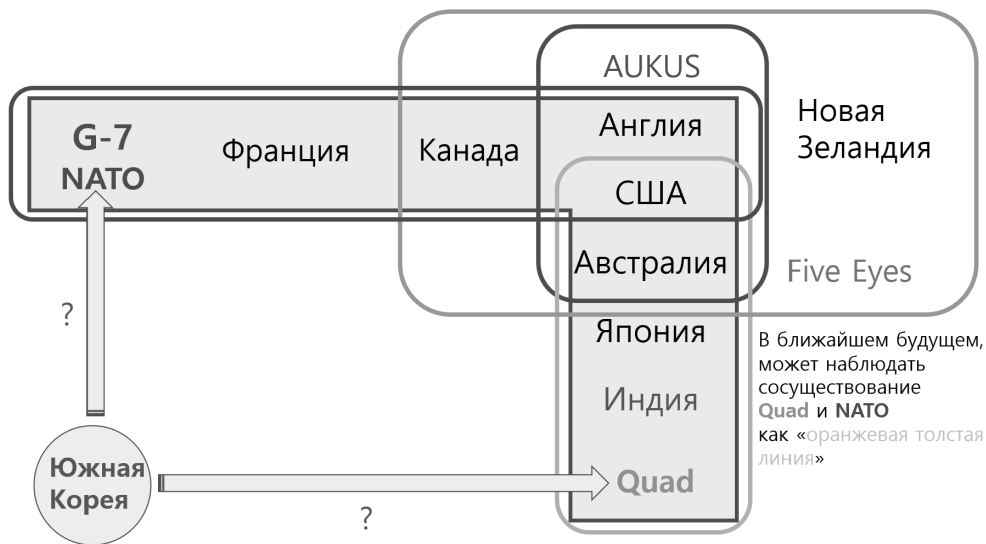 AUKUS
G-7
NATO
Франция
Канада
Англия
Новая
Зеландия
США
Австралия
Five Eyes
?
Япония
В ближайшем будущем,
может наблюдать
сосуществование
Quad и NATO
как «оранжевая толстая
линия»
Индия
Южная
Корея
Quad
?